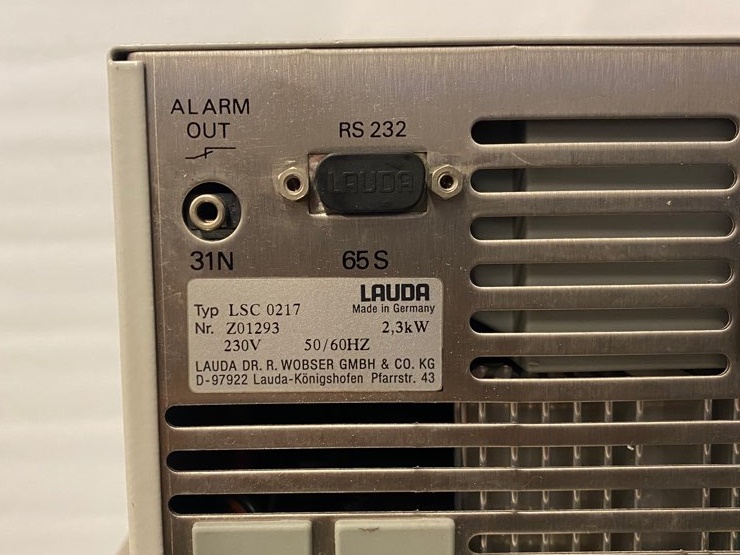 ALARM
OUT
RS 232
LAUDA
31N
65 S
LAUDA
Made in Germany
Typ LSC 0217
Nr. Z01293 2,3kW
230V 50/60HZ
LAUDA DR. R. WOBSER GMBH & CO. KG
D-97922 Lauda-Königshofen Pfarrstr. 43